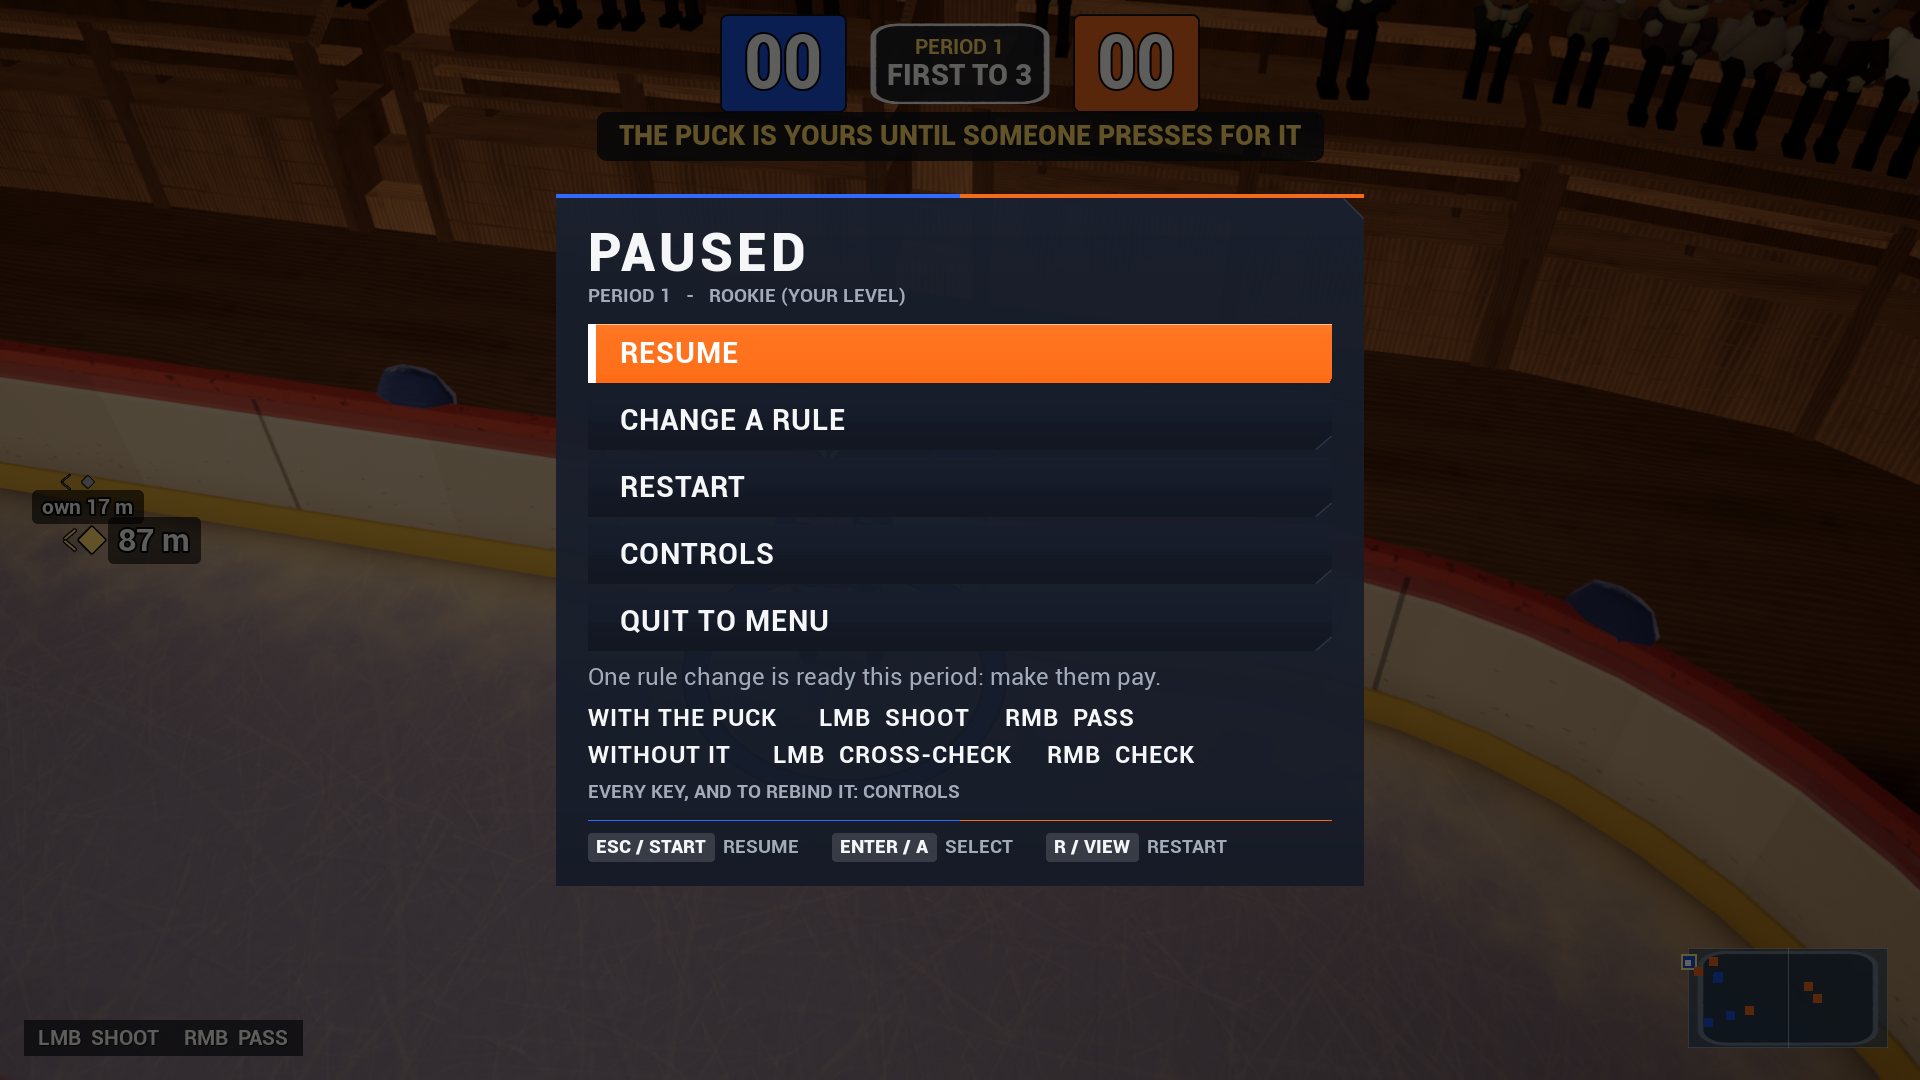 00
PERIOD 1
FIRST TO 3
00
THE PUCK IS YOURS UNTIL SOMEONE PRESSES FOR IT
PAUSED
PERIOD 1 - ROOKIE (YOUR LEVEL)
RESUME
CHANGE A RULE
RESTART
CONTROLS
QUIT TO MENU
own 17 m
87 m
One rule change is ready this period: make them pay.
WITH THE PUCK LMB SHOOT RMB PASS
WITHOUT IT LMB CROSS-CHECK RMB CHECK
EVERY KEY, AND TO REBIND IT: CONTROLS
ESC / START RESUME ENTER / A SELECT R / VIEW RESTART
LMB SHOOT RMB PASS